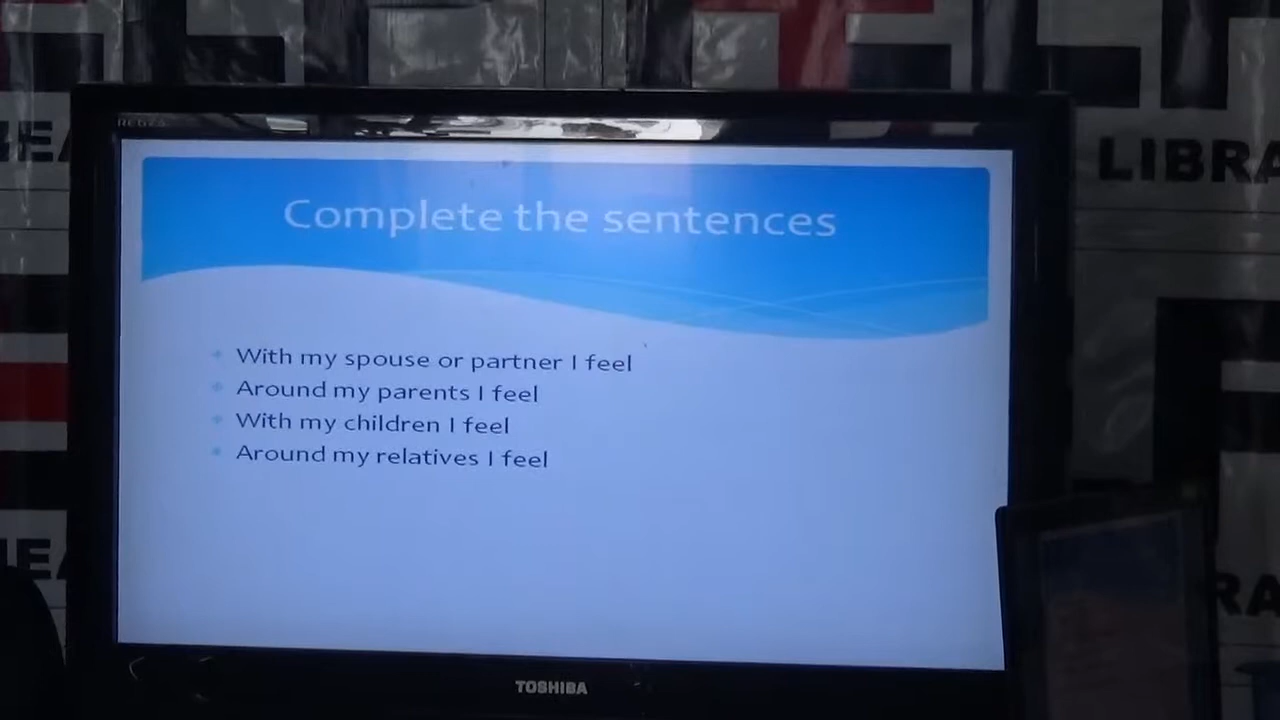 REGZA
LIBRA
Complete the sentences
With my spouse or partner I feel
Around my parents I feel
With my children I feel
Around my relatives I feel
TOSHIBA